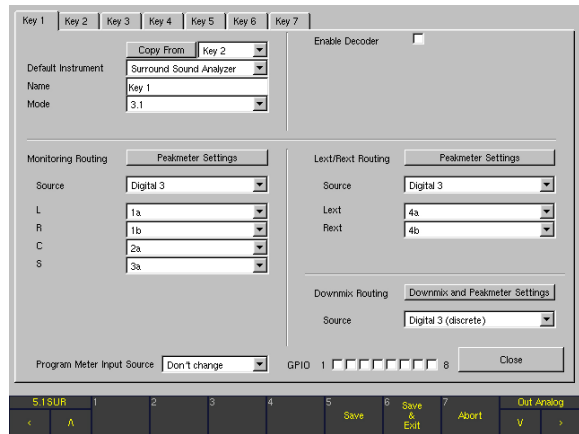 Key 1 Key 2 Key 3 Key 4 Key 5 Key 6 Key 7
Copy From Key 2
Enable Decoder
Default Instrument Surround Sound Analyzer
Name Key 1
Mode 3.1
Monitoring Routing Peakmeter Settings
Lext/Rext Routing Peakmeter Settings
Source Digital 3
Source Digital 3
L 1a
Lext 4a
R 1b
Rext 4b
C 2a
S 3a
Downmix Routing Downmix and Peakmeter Settings
Source Digital 3 (discrete)
Program Meter Input Source Don't change
GPIO 1 8
Close
5.1SUR 1 2 3 4 5 6 7 Out Analog
< Λ Save Save & Exit Abort V >